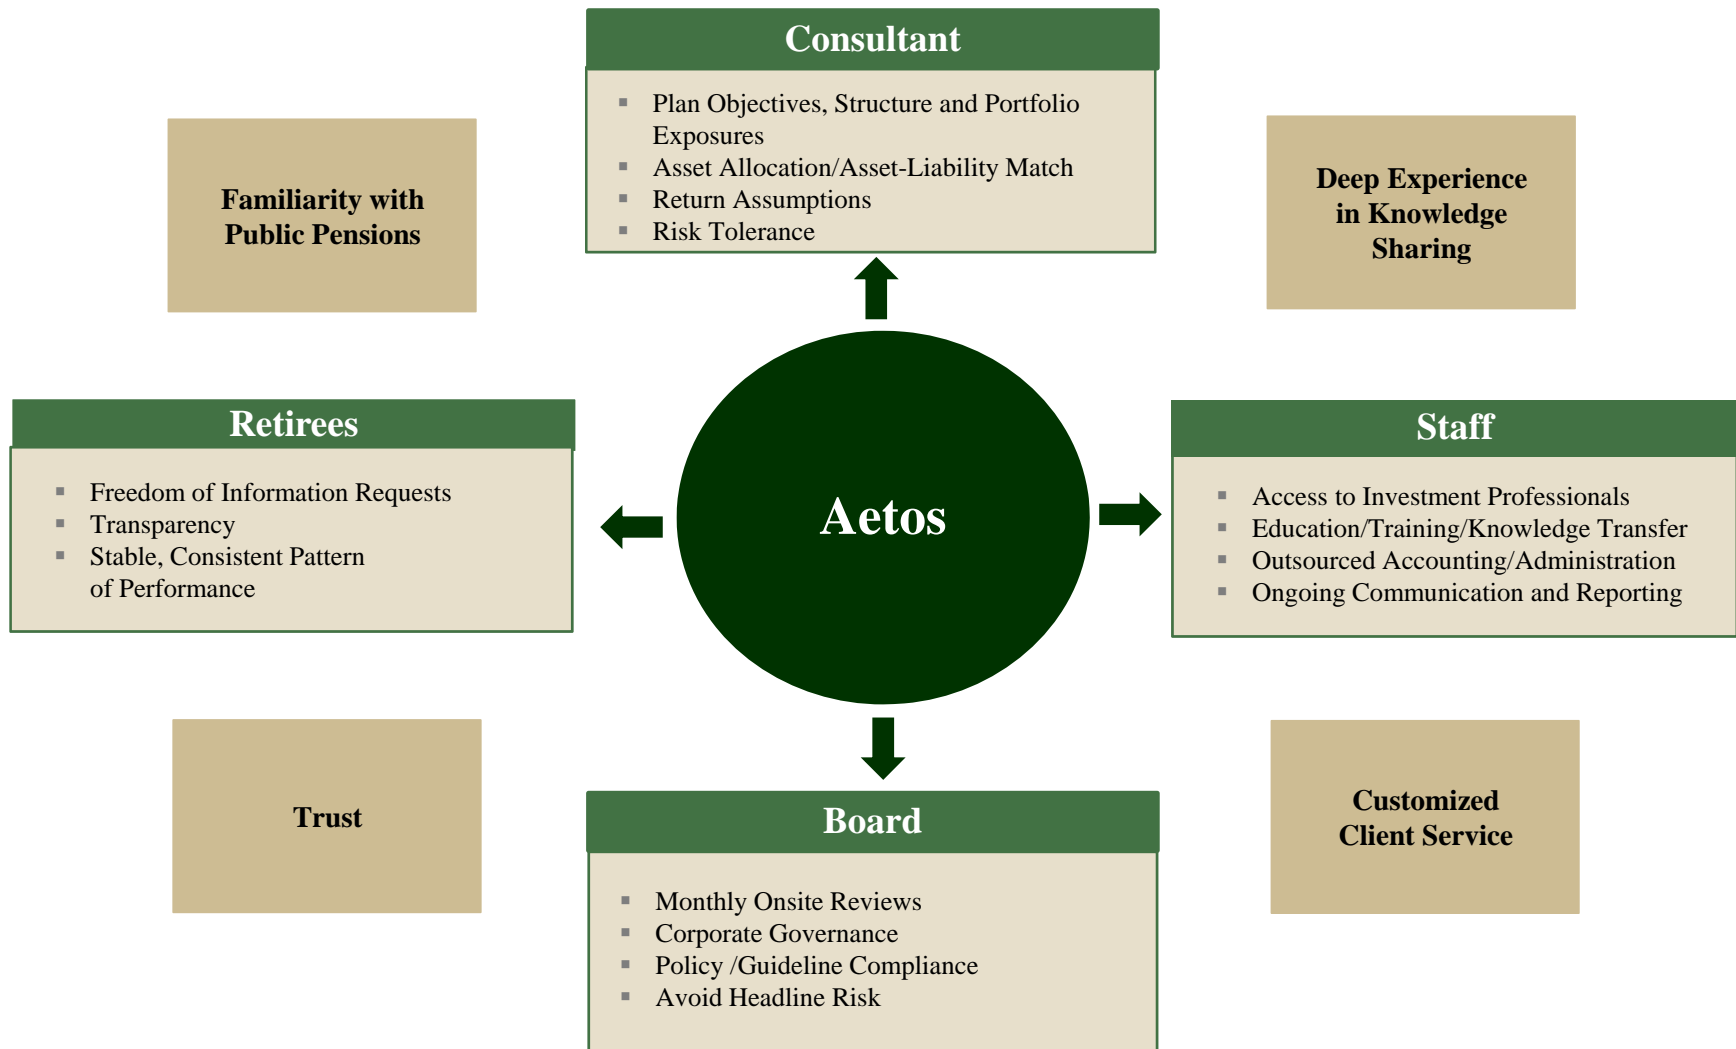 Consultant
▪ Plan Objectives, Structure and Portfolio
Exposures
▪ Asset Allocation/Asset-Liability Match
▪ Return Assumptions
▪ Risk Tolerance
Familiarity with
Public Pensions
Deep Experience
in Knowledge
Sharing
Retirees
▪ Freedom of Information Requests
▪ Transparency
▪ Stable, Consistent Pattern
of Performance
Aetos
Staff
▪ Access to Investment Professionals
▪ Education/Training/Knowledge Transfer
▪ Outsourced Accounting/Administration
▪ Ongoing Communication and Reporting
Trust
Customized
Client Service
Board
▪ Monthly Onsite Reviews
▪ Corporate Governance
▪ Policy /Guideline Compliance
▪ Avoid Headline Risk